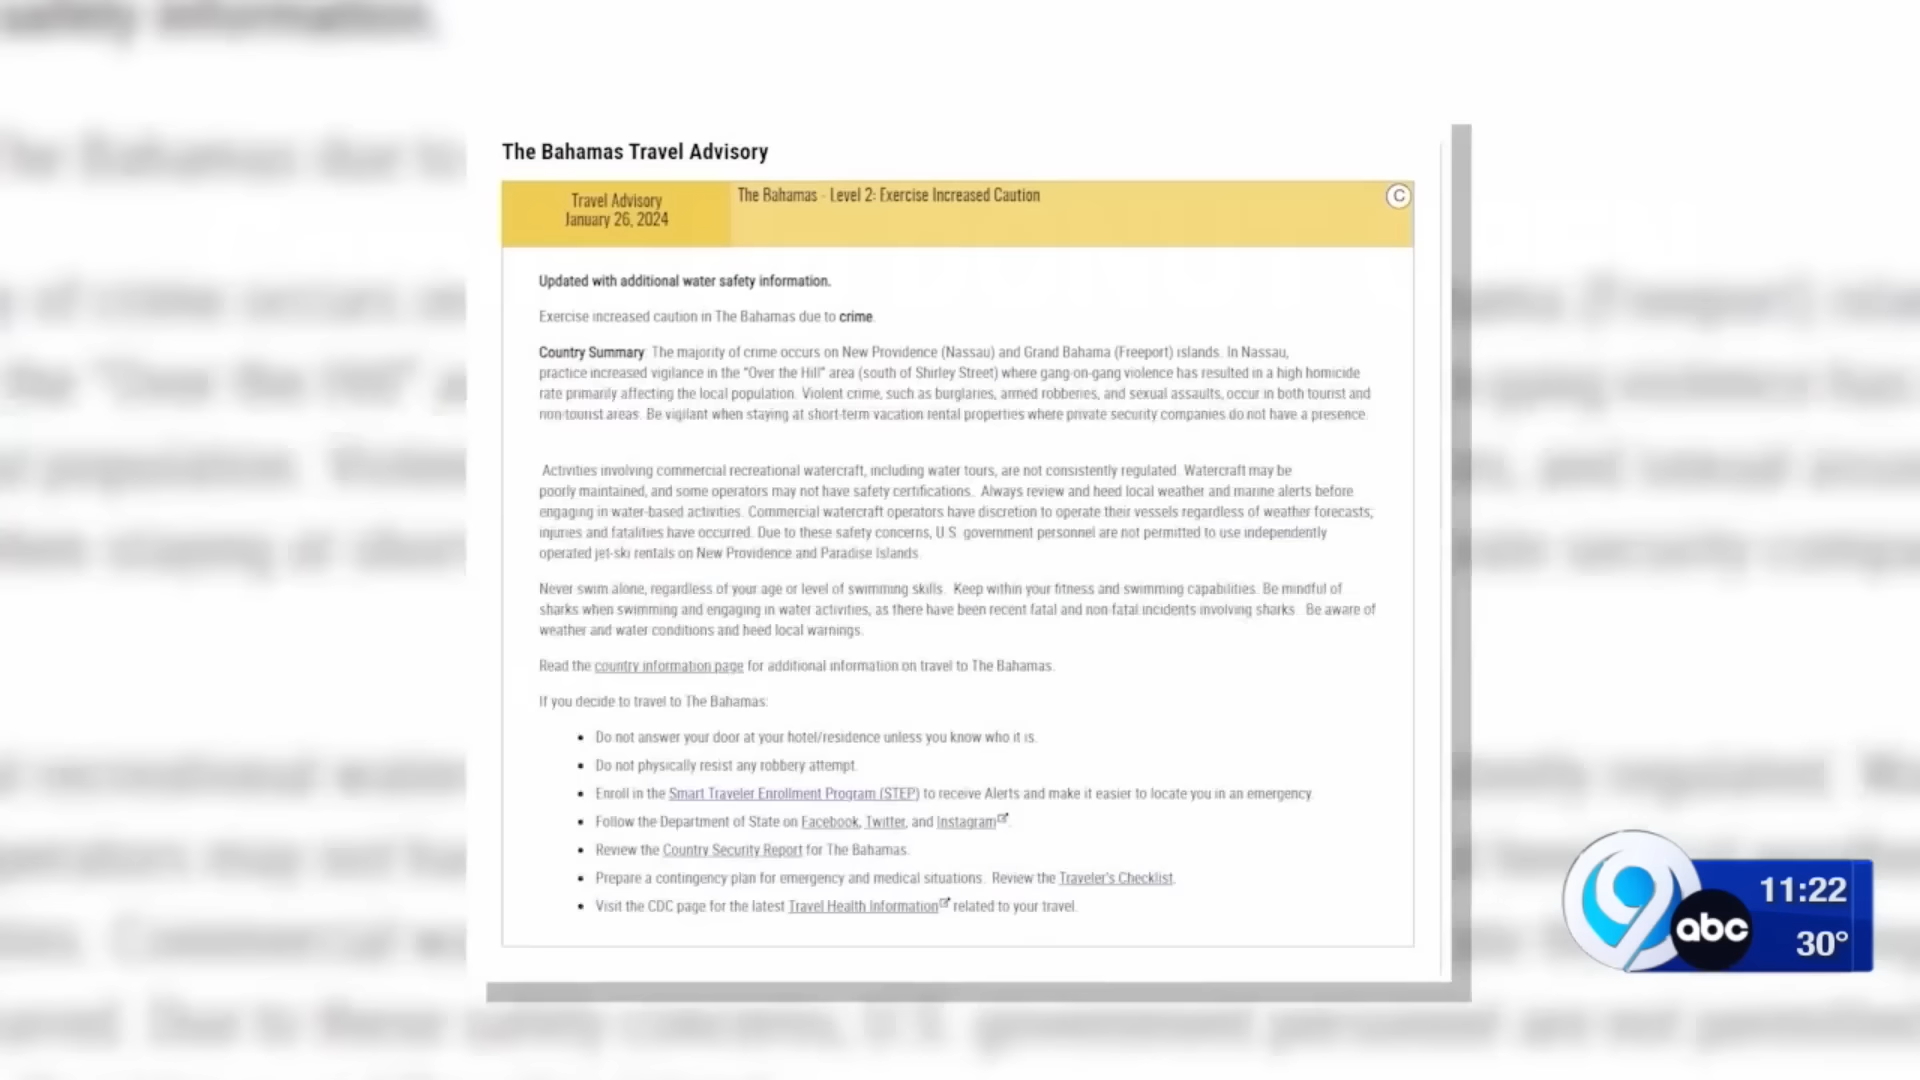 The Bahamas Travel Advisory
Travel Advisory
January 26, 2024
The Bahamas - Level 2: Exercise Increased Caution
C
Updated with additional water safety information.
Exercise increased caution in The Bahamas due to crime.
Country Summary: The majority of crime occurs on New Providence (Nassau) and Grand Bahama (Freeport) islands. In Nassau,
practice increased vigilance in the "Over the Hill" area (south of Shirley Street) where gang-on-gang violence has resulted in a high homicide
rate primarily affecting the local population. Violent crime, such as burglaries, armed robberies, and sexual assaults, occur in both tourist and
non-tourist areas. Be vigilant when staying at short-term vacation rental properties where private security companies do not have a presence.
Activities involving commercial recreational watercraft, including water tours, are not consistently regulated. Watercraft may be
poorly maintained, and some operators may not have safety certifications. Always review and heed local weather and marine alerts before
engaging in water-based activities. Commercial watercraft operators have discretion to operate their vessels regardless of weather forecasts;
injuries and fatalities have occurred. Due to these safety concerns, U.S. government personnel are not permitted to use independently
operated jet-ski rentals on New Providence and Paradise Islands.
Never swim alone, regardless of your age or level of swimming skills. Keep within your fitness and swimming capabilities. Be mindful of
sharks when swimming and engaging in water activities, as there have been recent fatal and non-fatal incidents involving sharks. Be aware of
weather and water conditions and heed local warnings.
Read the country information page for additional information on travel to The Bahamas.
If you decide to travel to The Bahamas:
• Do not answer your door at your hotel/residence unless you know who it is.
• Do not physically resist any robbery attempt.
• Enroll in the Smart Traveler Enrollment Program (STEP) to receive Alerts and make it easier to locate you in an emergency.
• Follow the Department of State on Facebook, Twitter, and Instagram.
• Review the Country Security Report for The Bahamas.
• Prepare a contingency plan for emergency and medical situations. Review the Traveler's Checklist.
• Visit the CDC page for the latest Travel Health Information related to your travel.
9
abc
11:22
30°